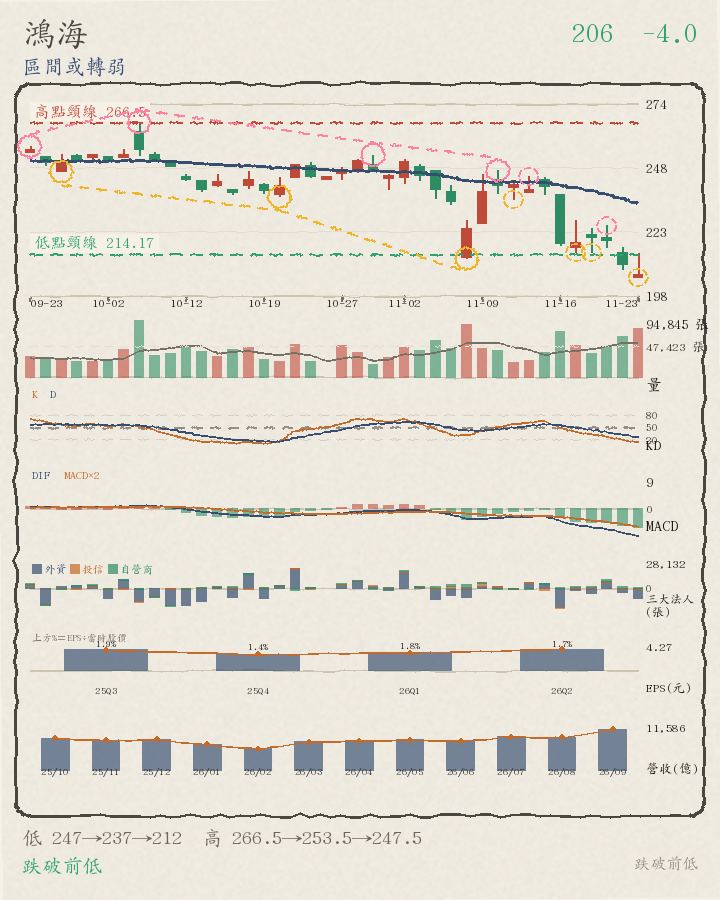 鴻海
206 -4.0
區間或轉弱
高點頸線 266.5
低點頸線 214.17
274
248
223
198
09-23 10-02 10-12 10-19 10-27 11-02 11-09 11-16 11-23
94,845 張
47,423 張
量
K D
80
50
20
KD
DIF MACD×2
9
0
MACD
外資 投信 自營商
28,132
0
三大法人
(張)
上方%=EPS÷當時股價
1.9% 1.4% 1.8% 1.7%
4.27
25Q3 25Q4 26Q1 26Q2
EPS(元)
11,586
25/10 25/11 25/12 26/01 26/02 26/03 26/04 26/05 26/06 26/07 26/08 26/09
營收(億)
低 247→237→212 高 266.5→253.5→247.5
跌破前低
跌破前低